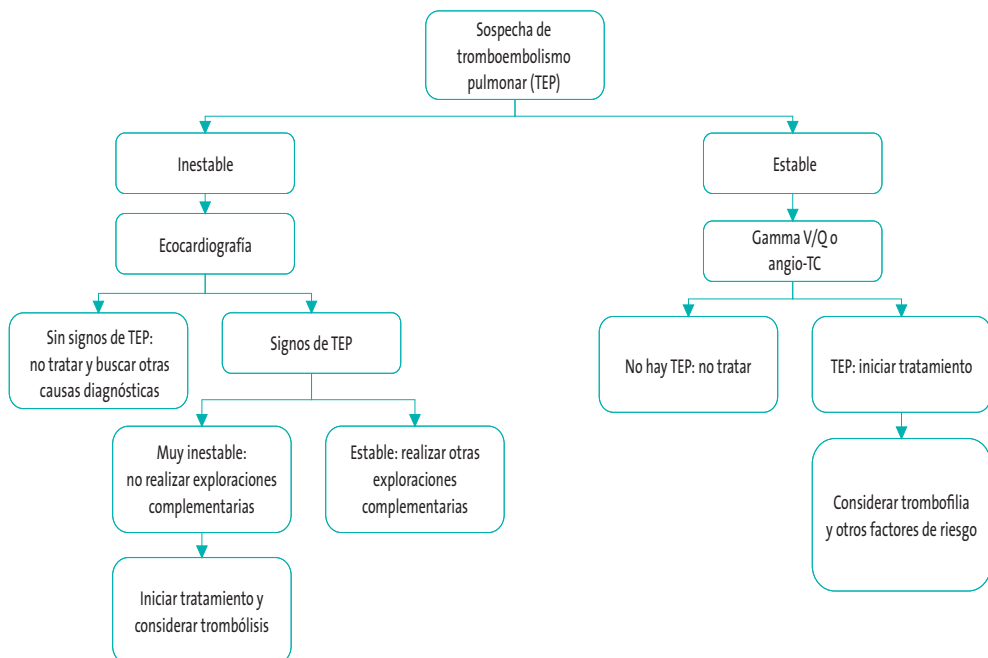 Sospecha de
tromboembolismo
pulmonar (TEP)
Inestable
Estable
Ecocardiografía
Gamma V/Q o
angio-TC
Sin signos de TEP:
no tratar y buscar otras
causas diagnósticas
Signos de TEP
No hay TEP: no tratar
TEP: iniciar tratamiento
Muy inestable:
no realizar exploraciones
complementarias
Estable: realizar otras
exploraciones
complementarias
Considerar trombofilia
y otros factores de riesgo
Iniciar tratamiento y
considerar trombólisis